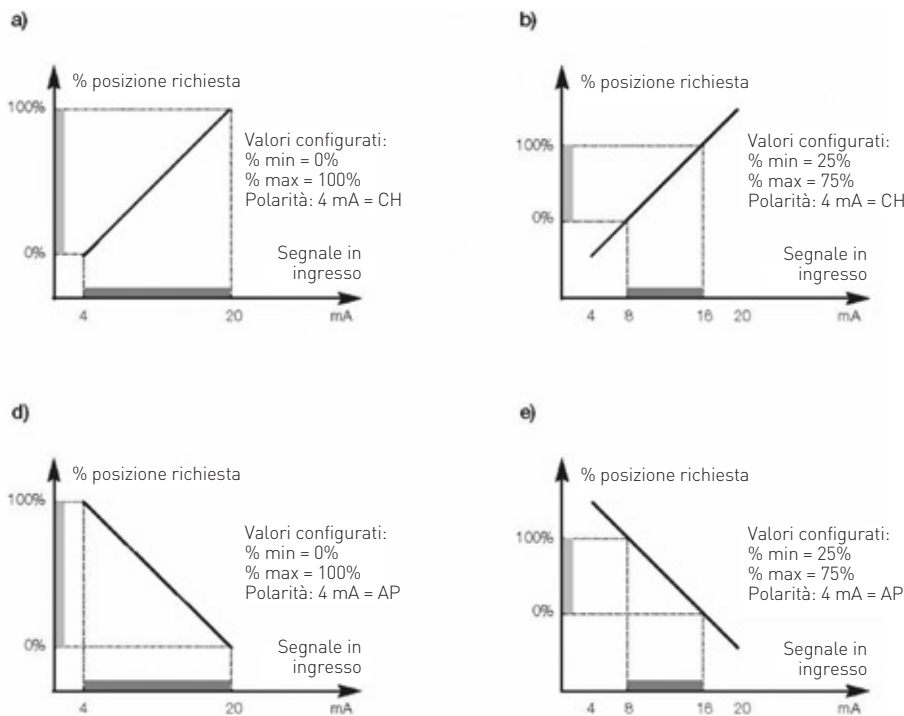 a)
% posizione richiesta
100%
Valori configurati:
% min = 0%
% max = 100%
Polarità: 4 mA = CH
0%
Segnale in
ingresso
4
20
mA
b)
% posizione richiesta
100%
Valori configurati:
% min = 25%
% max = 75%
Polarità: 4 mA = CH
0%
Segnale in
ingresso
4
8
16
20
mA
d)
% posizione richiesta
100%
Valori configurati:
% min = 0%
% max = 100%
Polarità: 4 mA = AP
0%
Segnale in
ingresso
4
20
mA
e)
% posizione richiesta
100%
Valori configurati:
% min = 25%
% max = 75%
Polarità: 4 mA = AP
0%
Segnale in
ingresso
4
8
16
20
mA